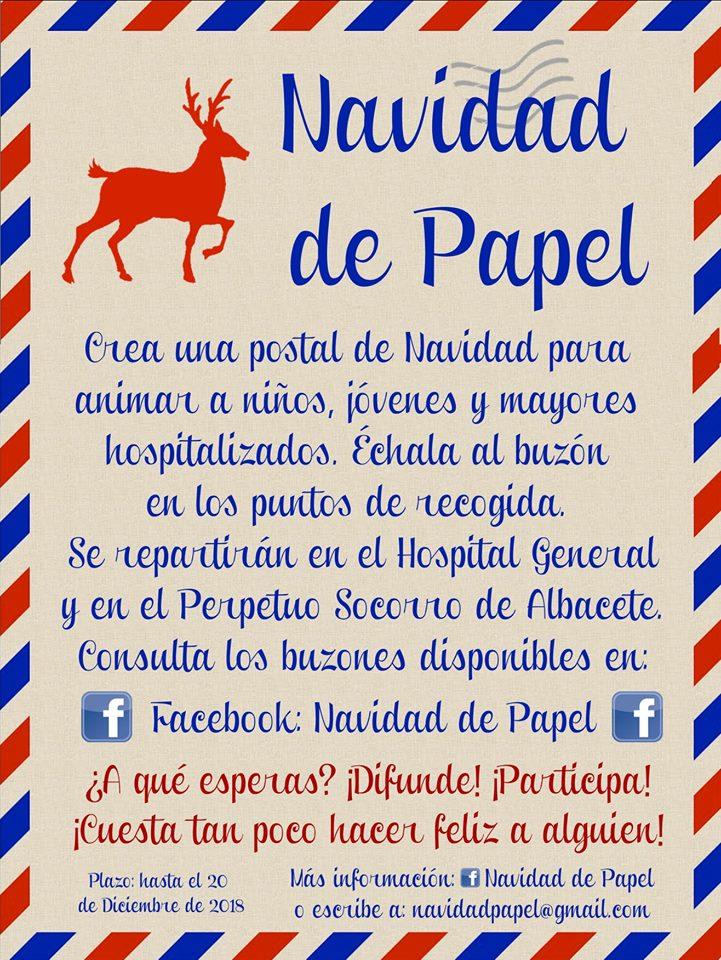 Navidad
de Papel
Crea una postal de Navidad para
animar a niños, jóvenes y mayores
hospitalizados. Échala al buzón
en los puntos de recogida.
Se repartirán en el Hospital General
y en el Perpetuo Socorro de Albacete.
Consulta los buzones disponibles en:
f Facebook: Navidad de Papel f
¿A qué esperas? ¡Difunde! ¡Participa!
¡Cuesta tan poco hacer feliz a alguien!
Plazo: hasta el 20
de Diciembre de 2018
Más información: f Navidad de Papel
o escribe a: navidadpapel@gmail.com